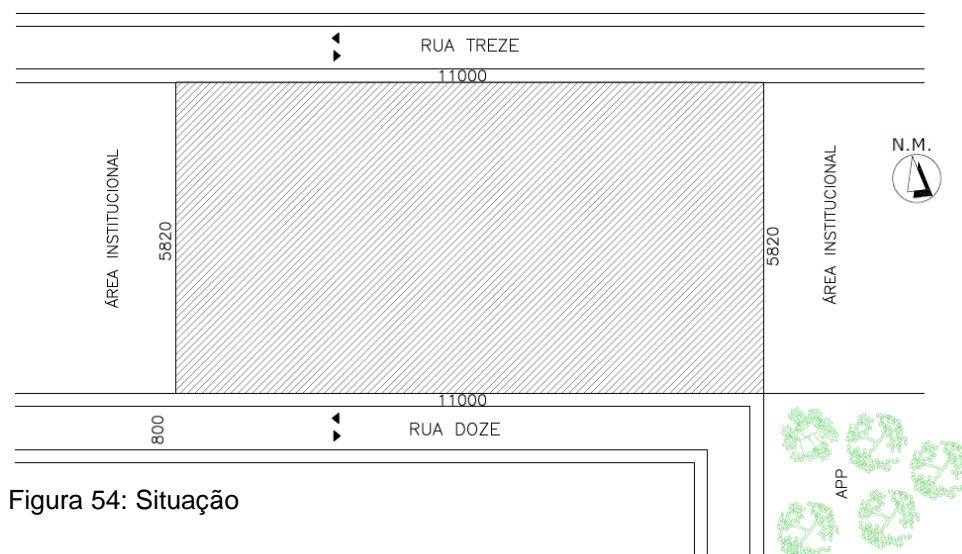 RUA TREZE
11000
N.M.
ÁREA INSTITUCIONAL
5820
5820
ÁREA INSTITUCIONAL
11000
800
RUA DOZE
APP
Figura 54: Situação